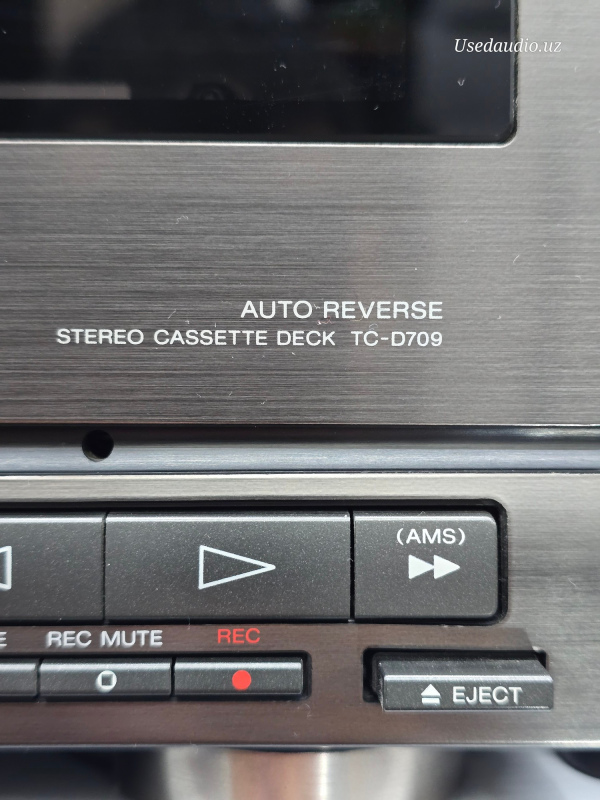 Usedaudio.uz
AUTO REVERSE
STEREO CASSETTE DECK TC-D709
(AMS)
REC MUTE REC
EJECT